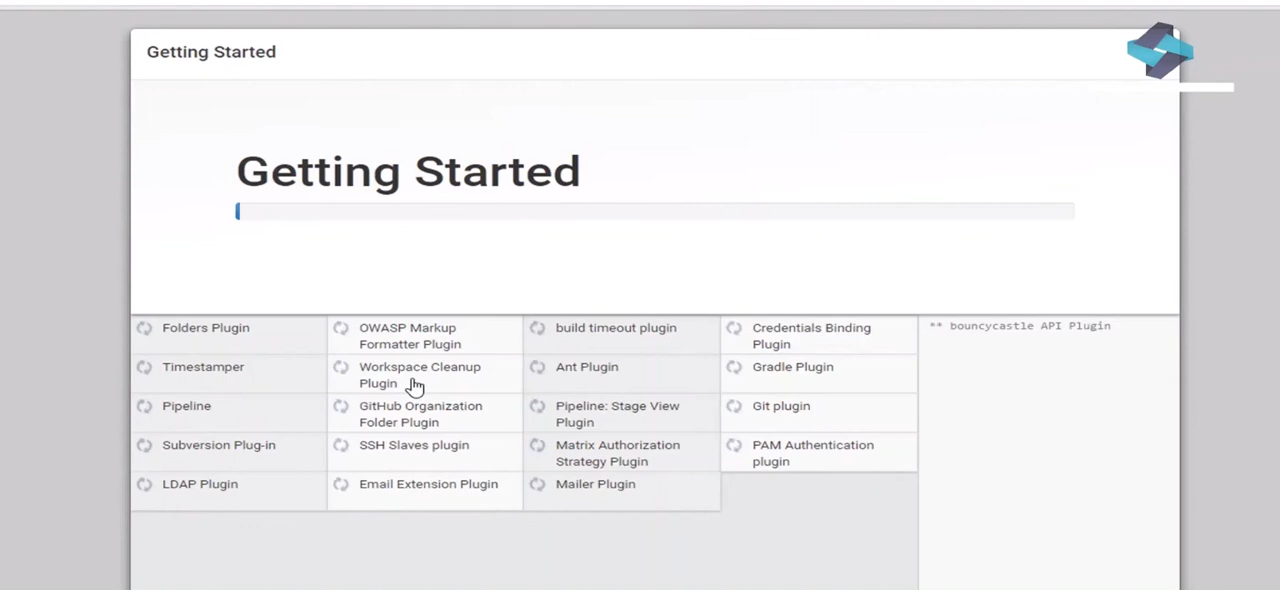 Getting Started
Getting Started
Folders Plugin
OWASP Markup
Formatter Plugin
build timeout plugin
Credentials Binding
Plugin
** bouncycastle API Plugin
Timestamper
Workspace Cleanup
Plugin
Ant Plugin
Gradle Plugin
Pipeline
GitHub Organization
Folder Plugin
Pipeline: Stage View
Plugin
Git plugin
Subversion Plug-in
SSH Slaves plugin
Matrix Authorization
Strategy Plugin
PAM Authentication
plugin
LDAP Plugin
Email Extension Plugin
Mailer Plugin